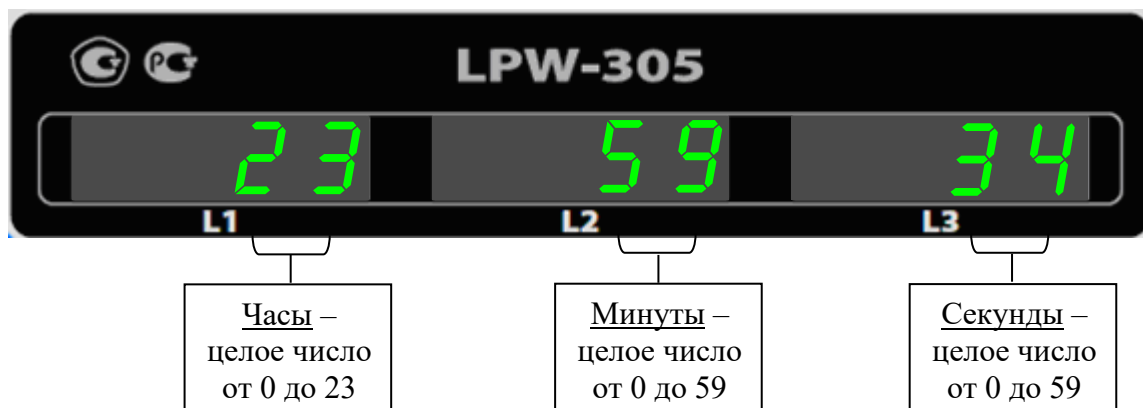 LPW-305
23 59 34
L1 L2 L3
Часы –
целое число
от 0 до 23
Минуты –
целое число
от 0 до 59
Секунды –
целое число
от 0 до 59